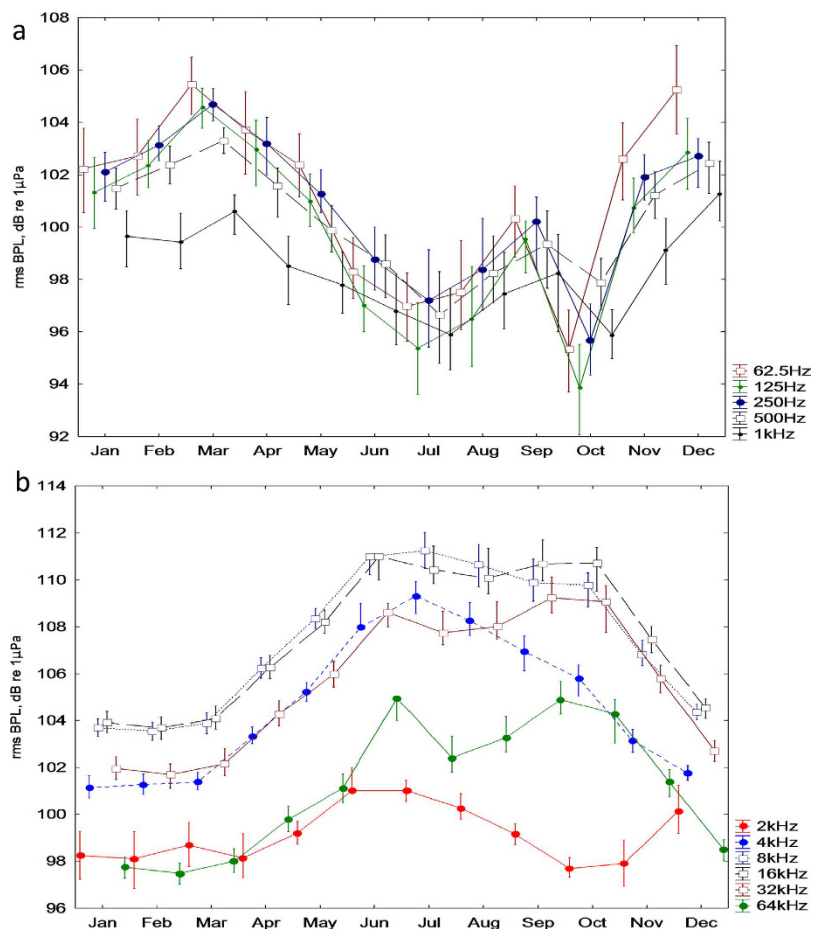 a
108
106
104
102
100
98
96
94
92
rms BPL, dB re 1μPa
Jan Feb Mar Apr May Jun Jul Aug Sep Oct Nov Dec
62.5Hz
125Hz
250Hz
500Hz
1kHz
b
114
112
110
108
106
104
102
100
98
96
rms BPL, dB re 1μPa
Jan Feb Mar Apr May Jun Jul Aug Sep Oct Nov Dec
2kHz
4kHz
8kHz
16kHz
32kHz
64kHz